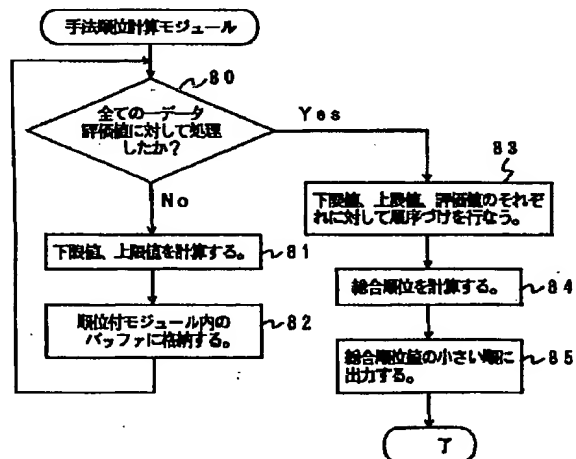 手法順位計算モジュール
80
全ての一データ
評価値に対して処理
したか？
Yes
No
83
下限値、上限値、評価値のそれぞ
れに対して順序づけを行なう。
下限値、上限値を計算する。
81
総合順位を計算する。
84
順位付モジュール内の
バッファに格納する。
82
総合順位値の小さい順に
出力する。
85
了